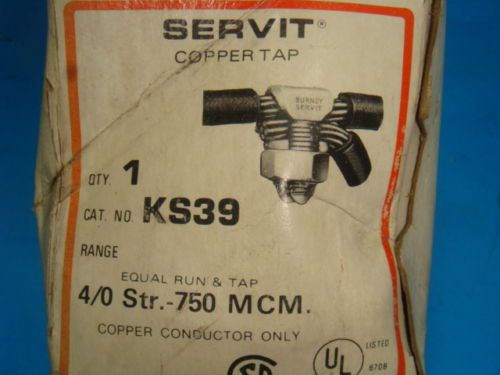 SERVIT®
COPPER TAP
BURNDY
SERVIT
QTY. 1
CAT. NO. KS39
RANGE
EQUAL RUN & TAP
4/0 Str.-750 MCM.
COPPER CONDUCTOR ONLY
LISTED
UL
670B